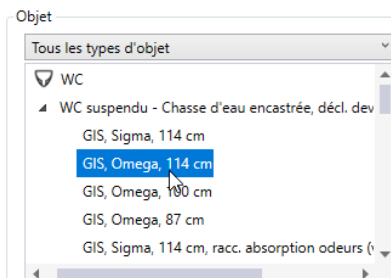 Objet
Tous les types d'objet
WC
WC suspendu - Chasse d'eau encastrée, décl. dev
GIS, Sigma, 114 cm
GIS, Omega, 114 cm
GIS, Omega, 100 cm
GIS, Omega, 87 cm
GIS, Sigma, 114 cm, racc. absorption odeurs (v